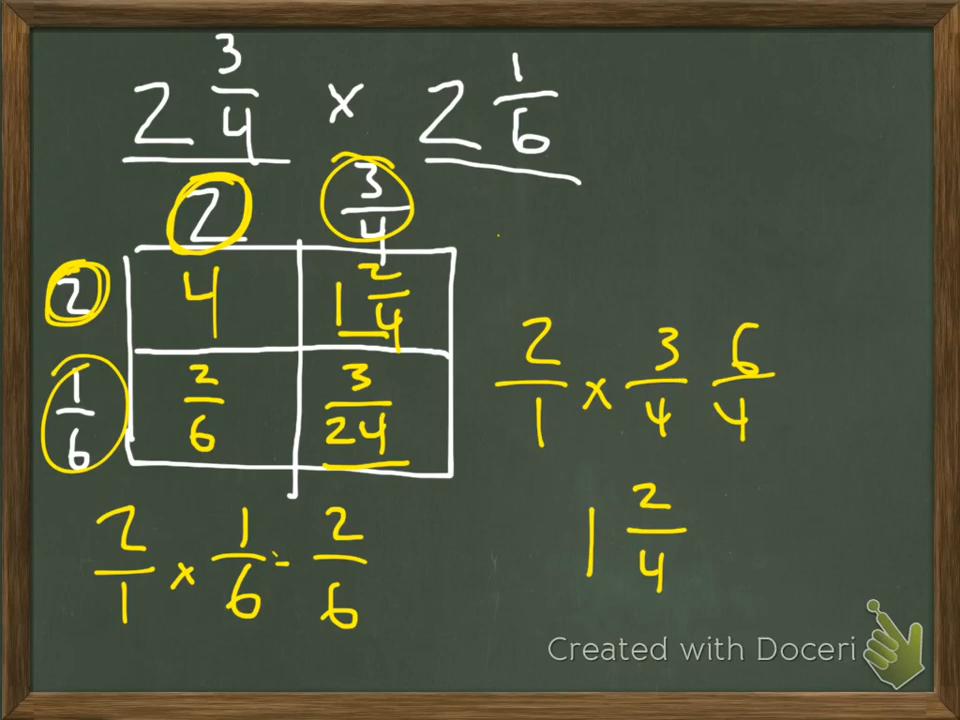 2 3/4 x 2 1/6
2 3/4
2 4 1 2/4
1/6 2/6 3/24
2/1 x 3/4 6/4
1 2/4
2/1 x 1/6 = 2/6
Created with Doceri